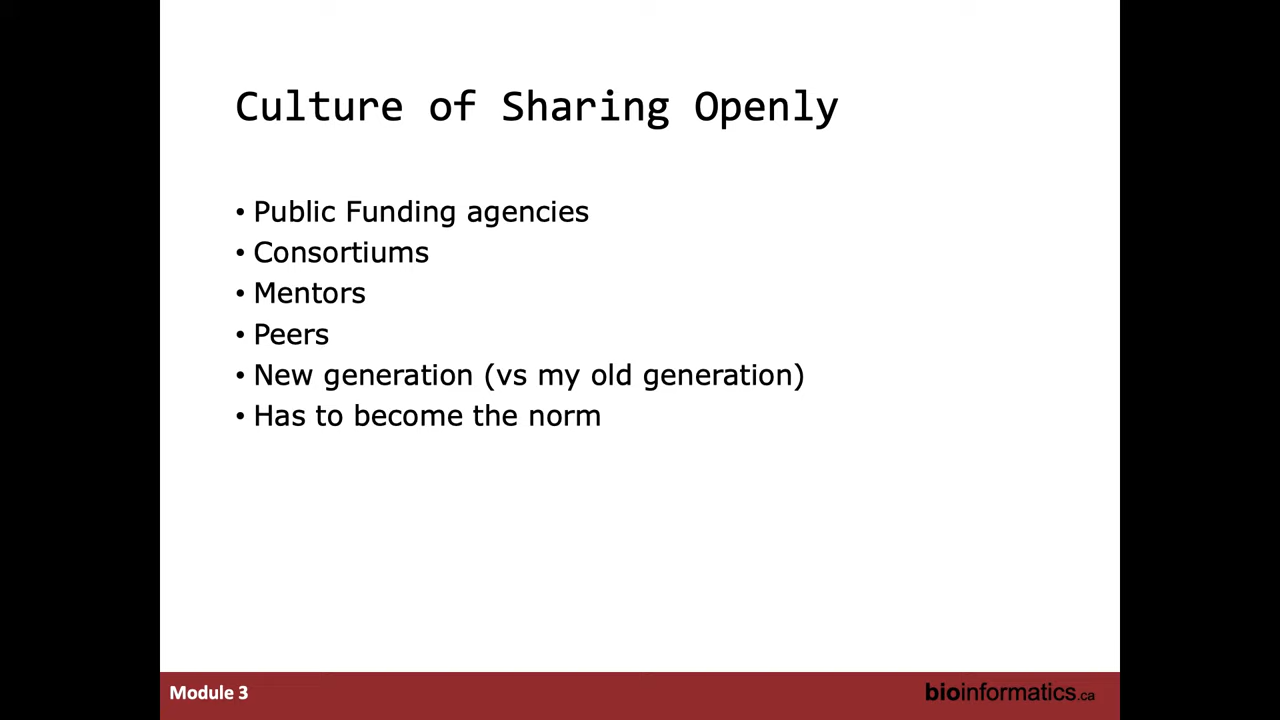 Culture of Sharing Openly
• Public Funding agencies
• Consortiums
• Mentors
• Peers
• New generation (vs my old generation)
• Has to become the norm
Module 3
bioinformatics.ca